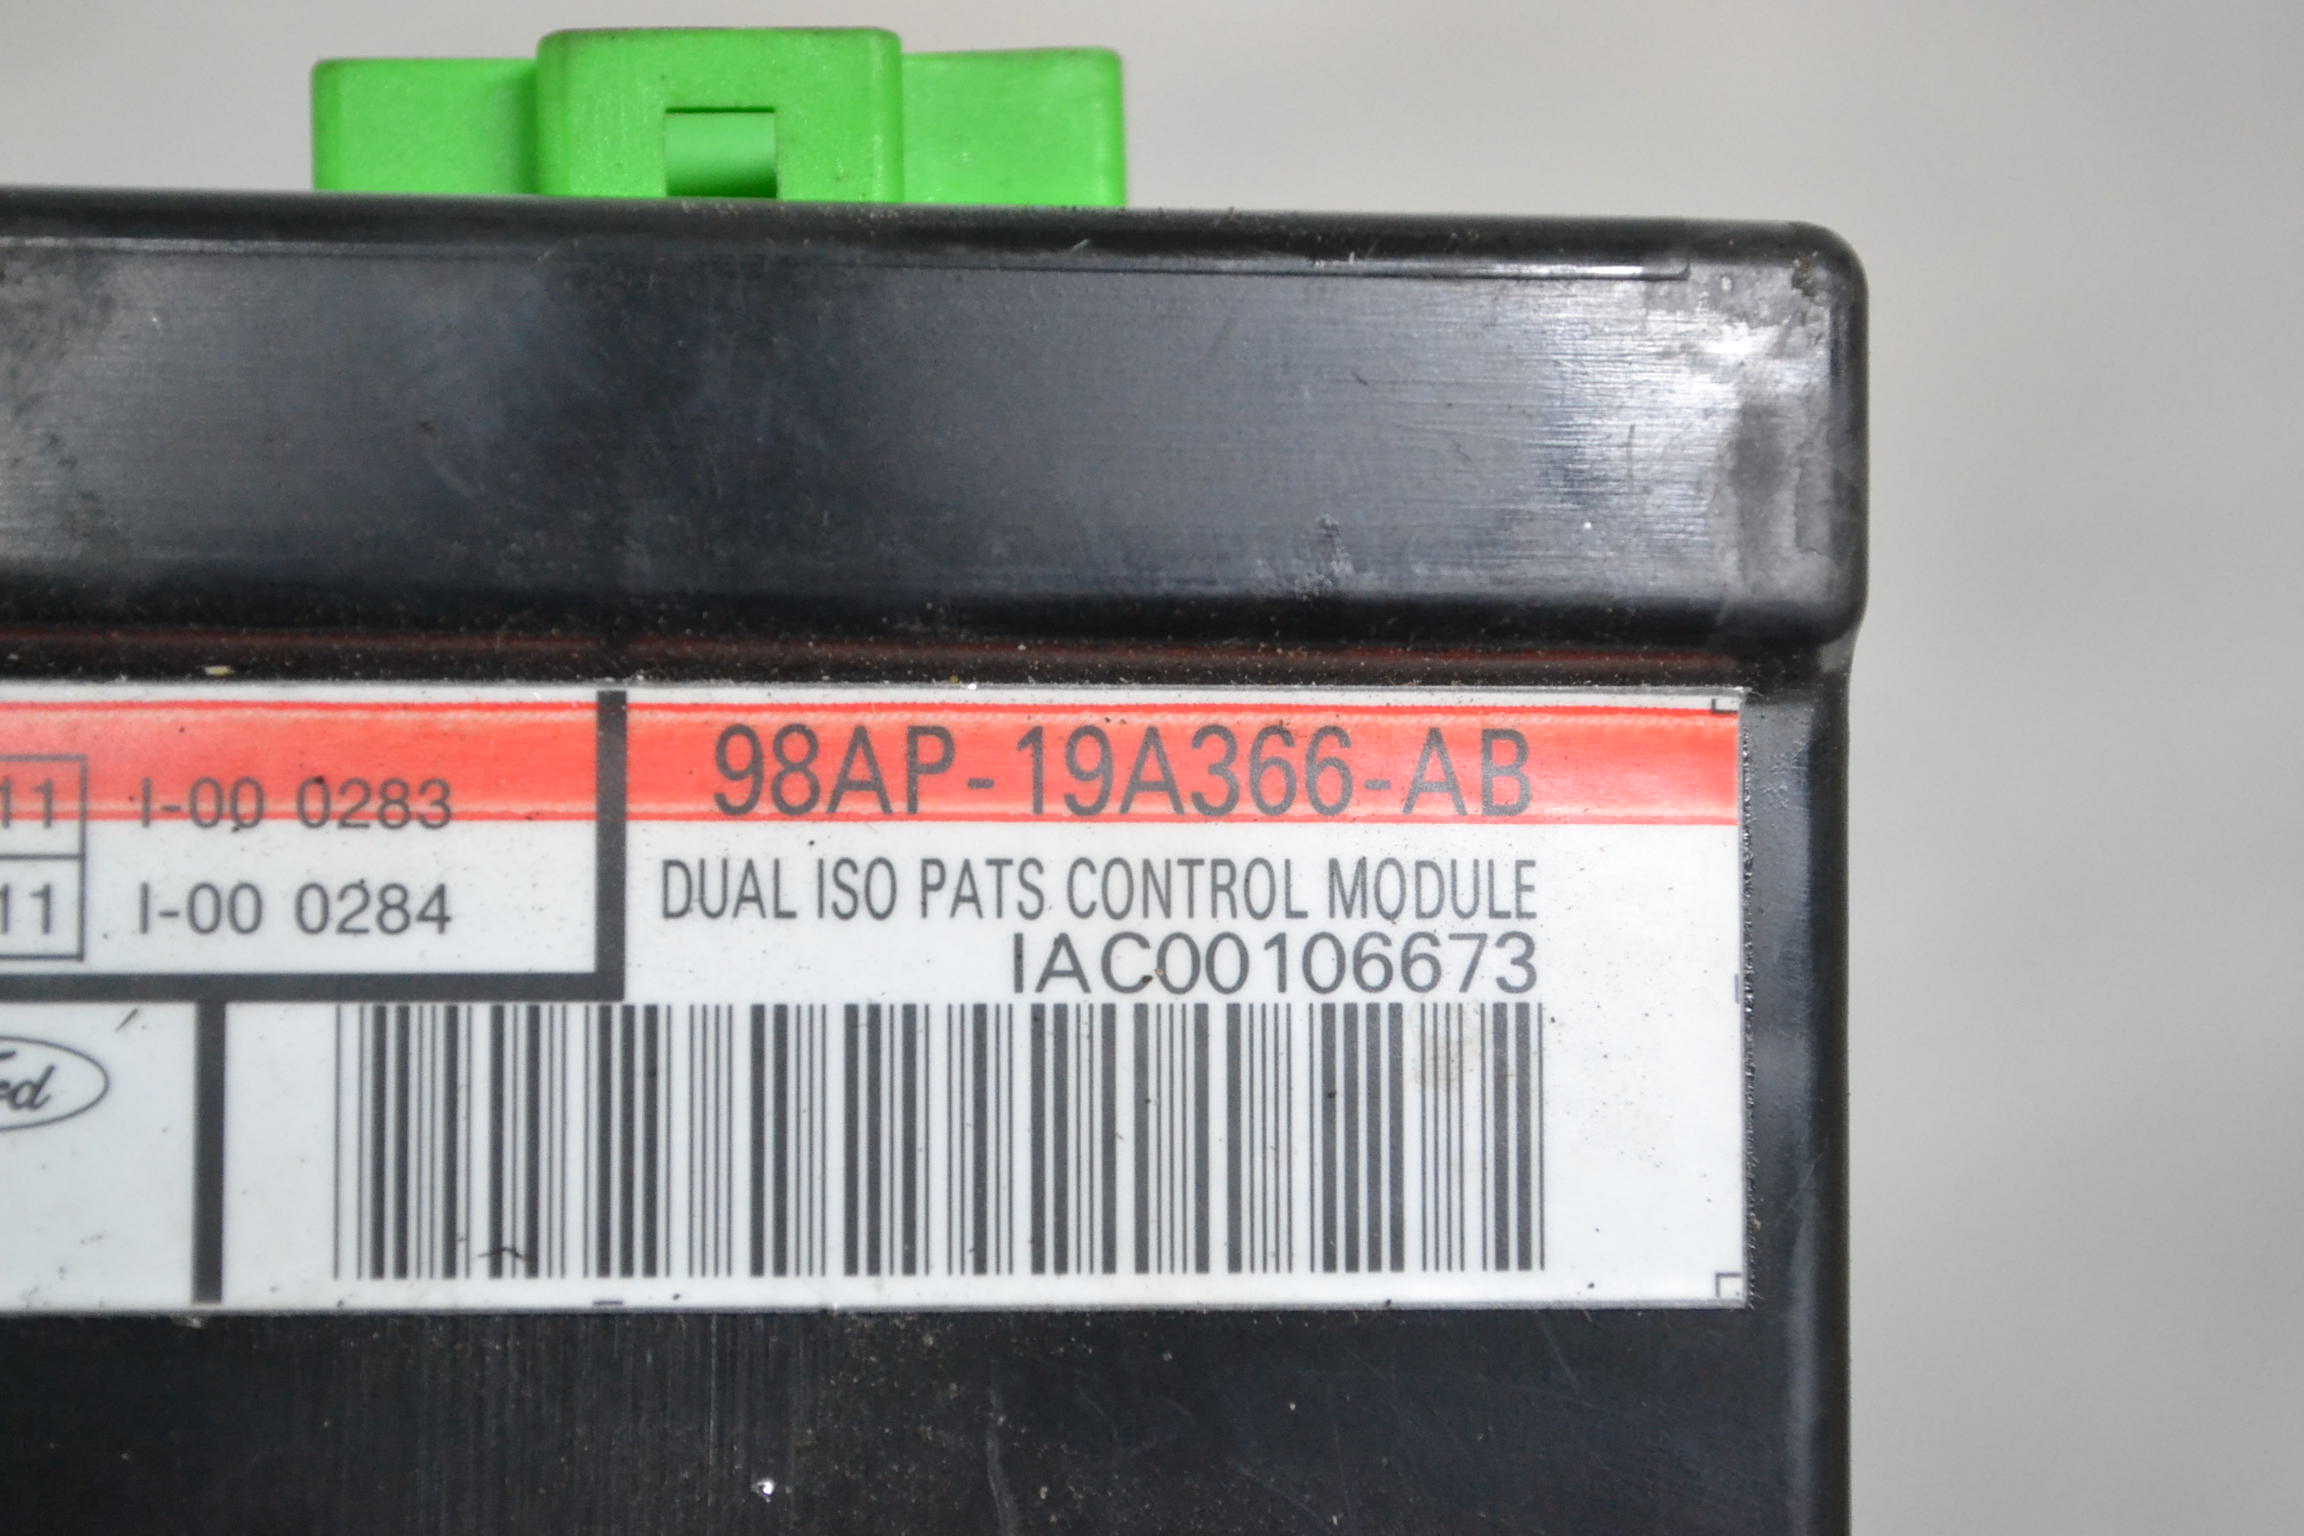 98AP-19A366-AB
11 I-00 0283
DUAL ISO PATS CONTROL MODULE
11 I-00 0284
IAC00106673